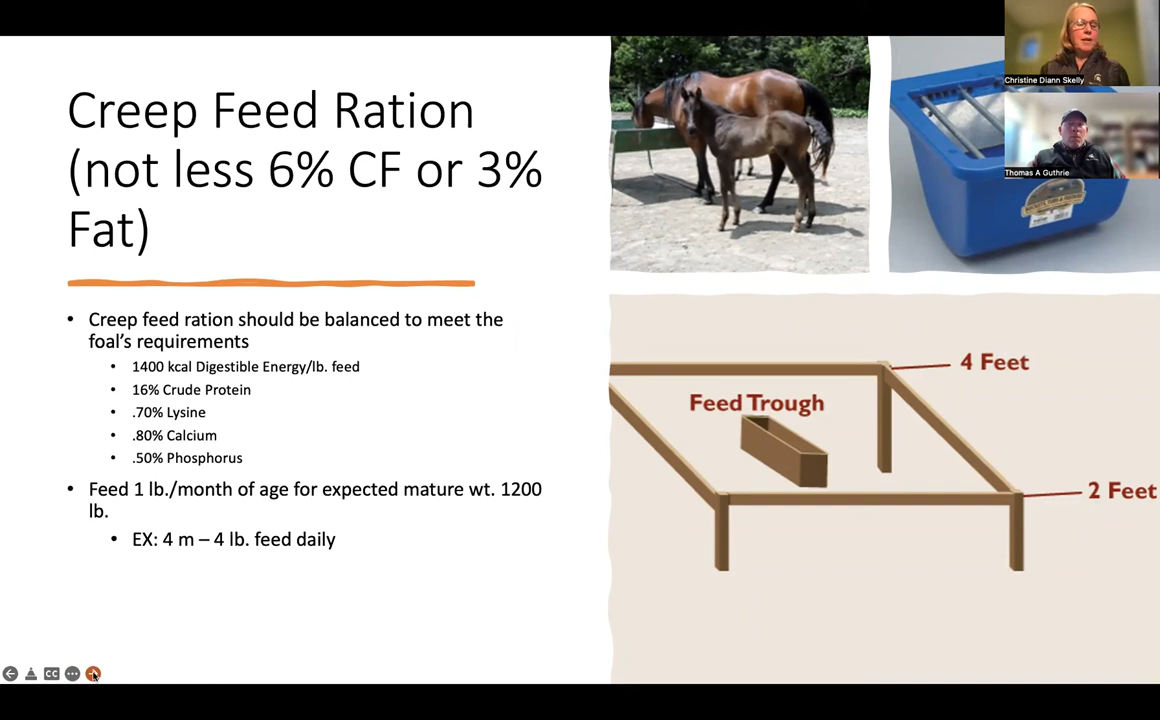 Creep Feed Ration
(not less 6% CF or 3%
Fat)
• Creep feed ration should be balanced to meet the
foal's requirements
• 1400 kcal Digestible Energy/lb. feed
• 16% Crude Protein
• .70% Lysine
• .80% Calcium
• .50% Phosphorus
• Feed 1 lb./month of age for expected mature wt. 1200
lb.
• EX: 4 m – 4 lb. feed daily
Christine Diann Skelly
Thomas A Guthrie
4 Feet
Feed Trough
2 Feet
CC